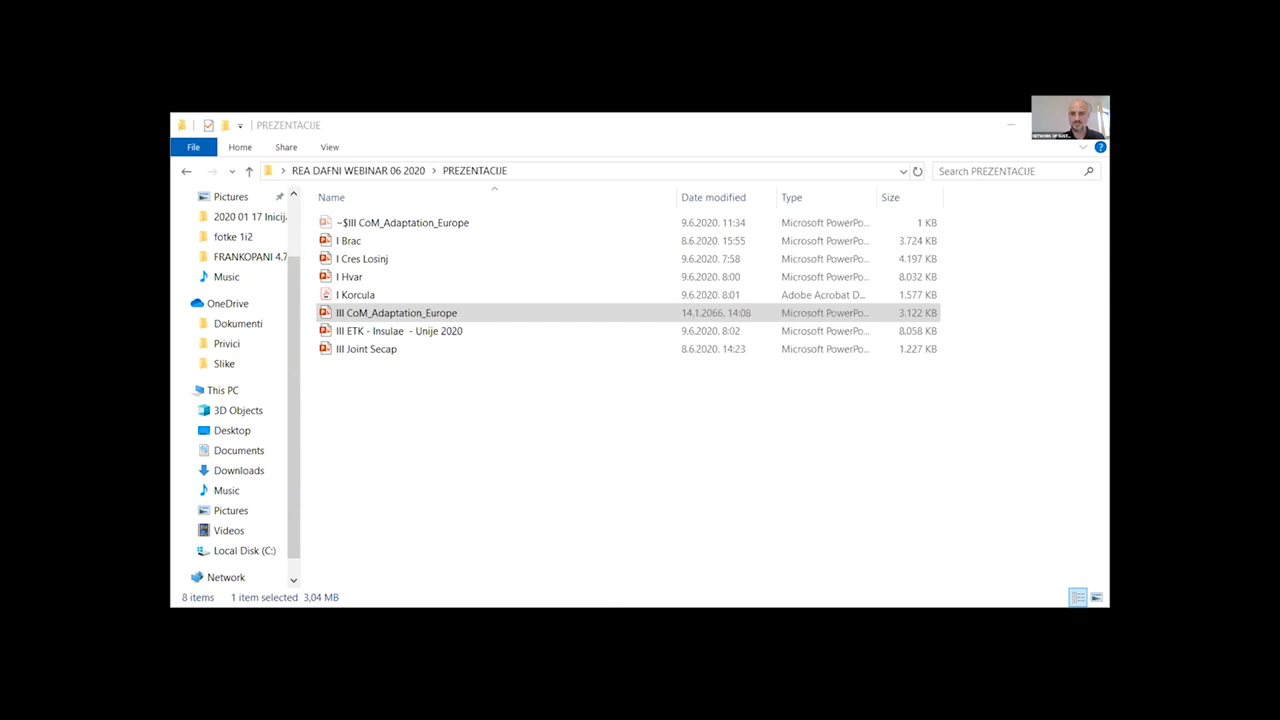 PREZENTACIJE
File Home Share View
REA DAFNI WEBINAR 06 2020 > PREZENTACIJE
Search PREZENTACIJE
Pictures
2020 01 17 Inicij.
fotke 1i2
FRANKOPANI 4.7
Music
OneDrive
Dokumenti
Privici
Slike
This PC
3D Objects
Desktop
Documents
Downloads
Music
Pictures
Videos
Local Disk (C:)
Network
Name Date modified Type Size
~$III CoM_Adaptation_Europe 9.6.2020. 11:34 Microsoft PowerPo... 1 KB
I Brac 8.6.2020. 15:55 Microsoft PowerPo... 3.724 KB
I Cres Losinj 9.6.2020. 7:58 Microsoft PowerPo... 4.197 KB
I Hvar 9.6.2020. 8:00 Microsoft PowerPo... 8.032 KB
I Korcula 9.6.2020. 8:01 Adobe Acrobat D... 1.577 KB
III CoM_Adaptation_Europe 14.1.2066. 14:08 Microsoft PowerPo... 3.122 KB
III ETK - Insulae - Unije 2020 9.6.2020. 8:02 Microsoft PowerPo... 8.058 KB
III Joint Secap 8.6.2020. 14:23 Microsoft PowerPo... 1.227 KB
8 items 1 item selected 3,04 MB